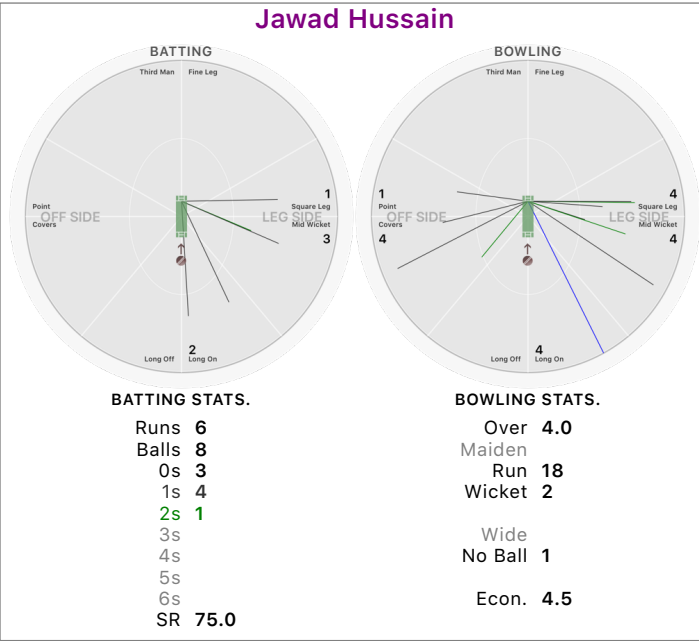 Jawad Hussain
BATTING
Third Man Fine Leg
1
Point Square Leg
OFF SIDE LEG SIDE
Covers Mid Wicket
3
2
Long Off Long On
BATTING STATS.
Runs 6
Balls 8
0s 3
1s 4
2s 1
3s
4s
5s
6s
SR 75.0
BOWLING
Third Man Fine Leg
1 4
Point Square Leg
OFF SIDE LEG SIDE
Covers Mid Wicket
4 4
4
Long Off Long On
BOWLING STATS.
Over 4.0
Maiden
Run 18
Wicket 2
Wide
No Ball 1
Econ. 4.5